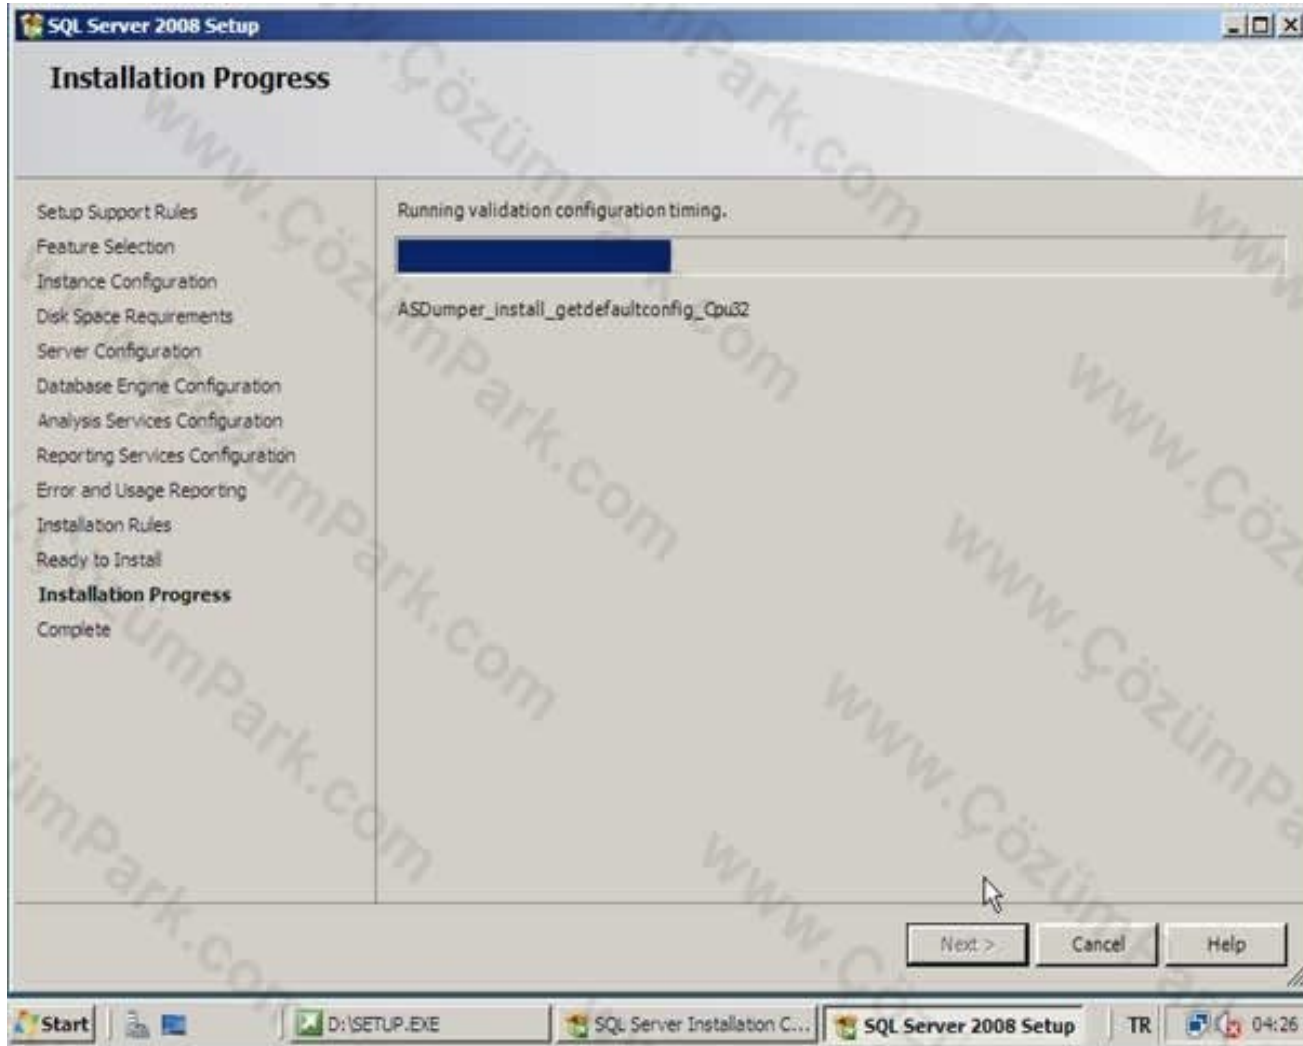 SQL Server 2008 Setup
Installation Progress
Setup Support Rules
Feature Selection
Instance Configuration
Disk Space Requirements
Server Configuration
Database Engine Configuration
Analysis Services Configuration
Reporting Services Configuration
Error and Usage Reporting
Installation Rules
Ready to Install
Installation Progress
Complete
Running validation configuration timing.
ASDumper_install_getdefaultconfig_Cpu32
Next >
Cancel
Help
Start
D:\SETUP.EXE
SQL Server Installation C...
SQL Server 2008 Setup
TR
04:26
www.ÇözümPark.com